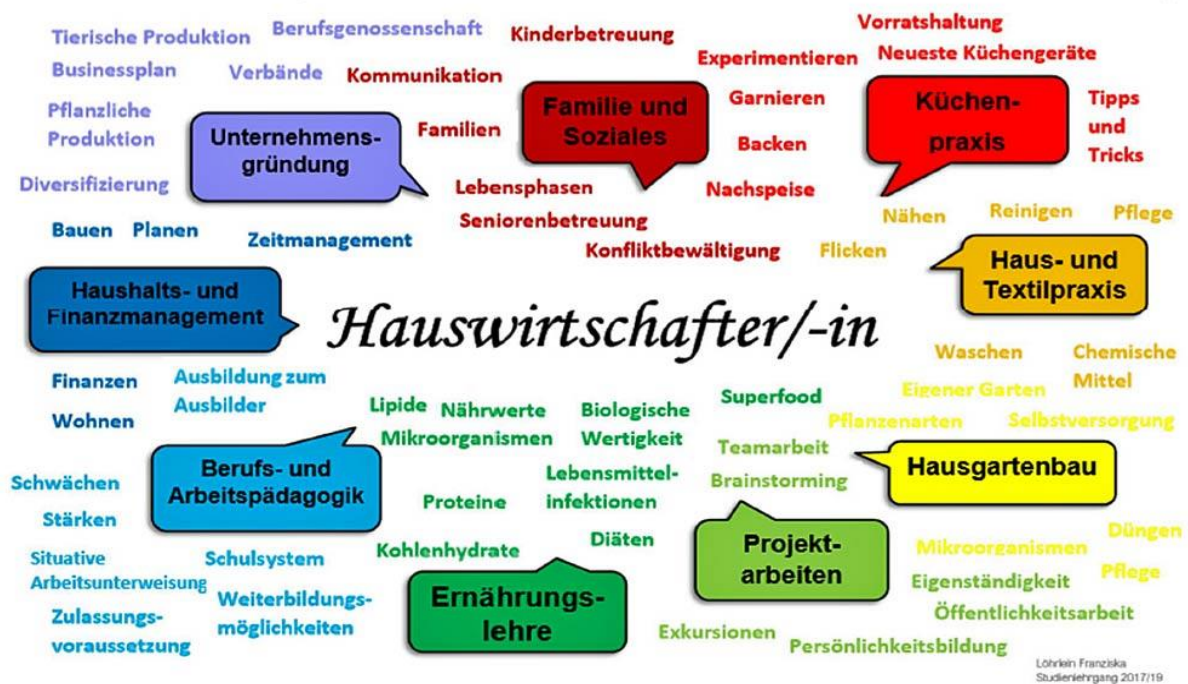 Tierische Produktion
Berufsgenossenschaft
Businessplan
Verbände
Pflanzliche
Produktion
Unternehmens-
gründung
Diversifizierung
Kinderbetreuung
Kommunikation
Familie und
Soziales
Familien
Lebensphasen
Seniorenbetreuung
Konfliktbewältigung
Vorratshaltung
Experimentieren
Neueste Küchengeräte
Garnieren
Küchen-
praxis
Tipps
und
Tricks
Backen
Nachspeise
Nähen
Reinigen
Pflege
Flicken
Haus- und
Textilpraxis
Waschen
Chemische
Mittel
Bauen
Planen
Zeitmanagement
Haushalts- und
Finanzmanagement
Finanzen
Wohnen
Hauswirtschafter/-in
Ausbildung zum
Ausbilder
Berufs- und
Arbeitspädagogik
Schwächen
Stärken
Situative
Arbeitsunterweisung
Schulsystem
Zulassungs-
voraussetzung
Weiterbildungs-
möglichkeiten
Lipide
Nährwerte
Biologische
Wertigkeit
Superfood
Mikroorganismen
Lebensmittel-
infektionen
Proteine
Kohlenhydrate
Diäten
Ernährungs-
lehre
Teamarbeit
Brainstorming
Projekt-
arbeiten
Eigenständigkeit
Öffentlichkeitsarbeit
Exkursionen
Persönlichkeitsbildung
Eigener Garten
Pflanzenarten
Selbstversorgung
Hausgartenbau
Düngen
Mikroorganismen
Pflege
Löhrlein Franziska
Studienlehrgang 2017/19